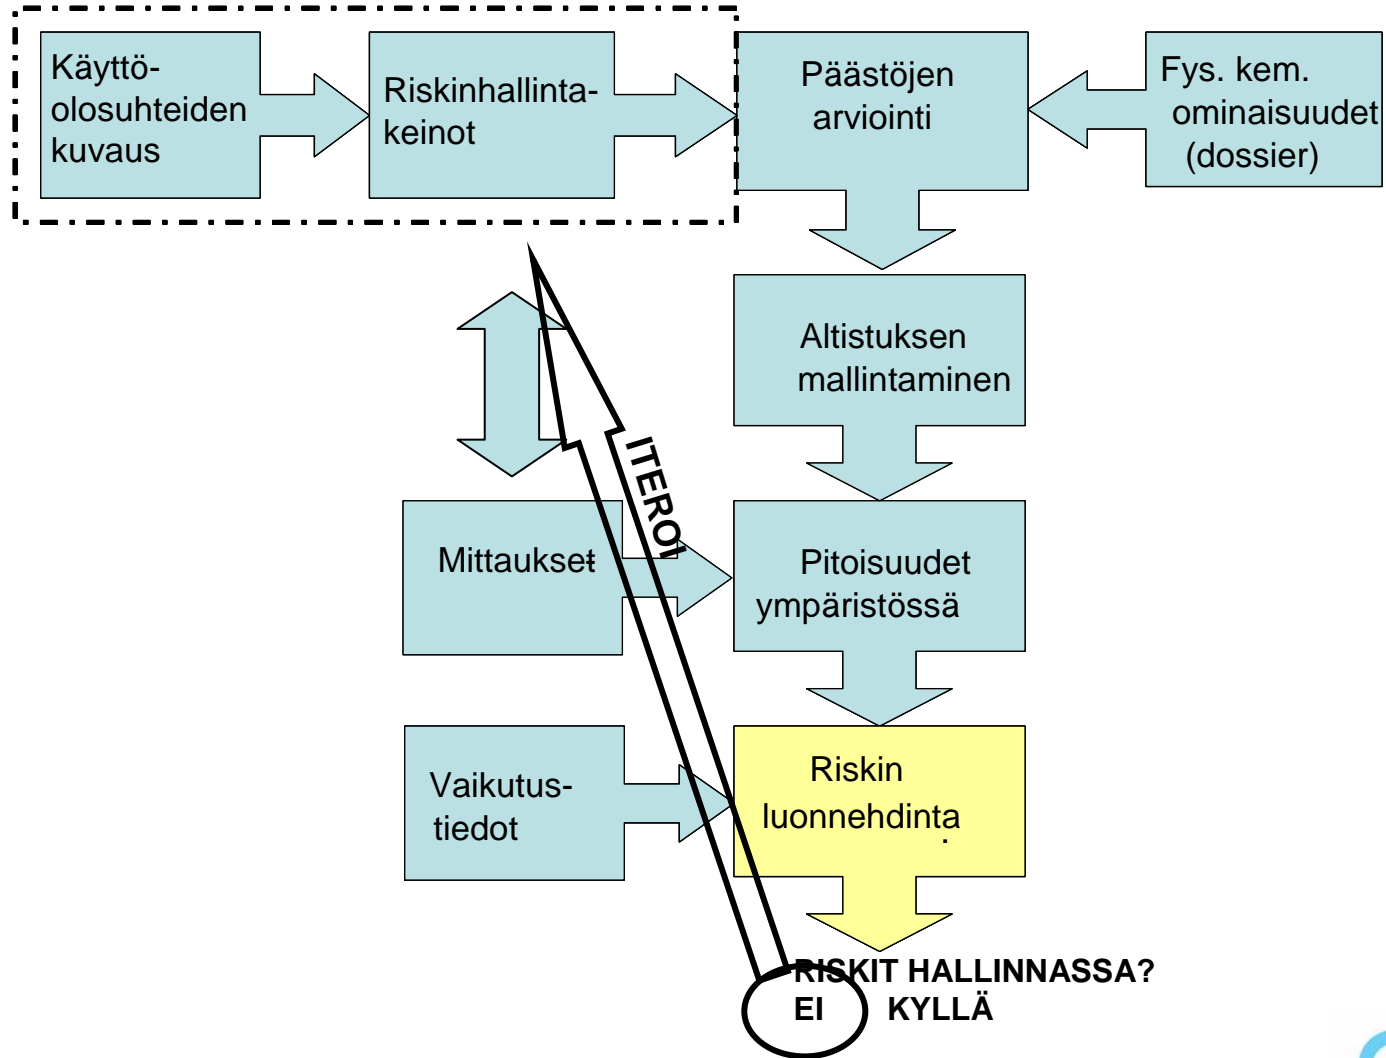 Käyttö-
olosuhteiden
kuvaus
Riskinhallinta-
keinot
Päästöjen
arviointi
Fys. kem.
ominaisuudet
(dossier)
Altistuksen
mallintaminen
ITEROI
Mittaukset
Pitoisuudet
ympäristössä
Vaikutus-
tiedot
Riskin
luonnehdinta
.
RISKIT HALLINNASSA?
EI KYLLÄ